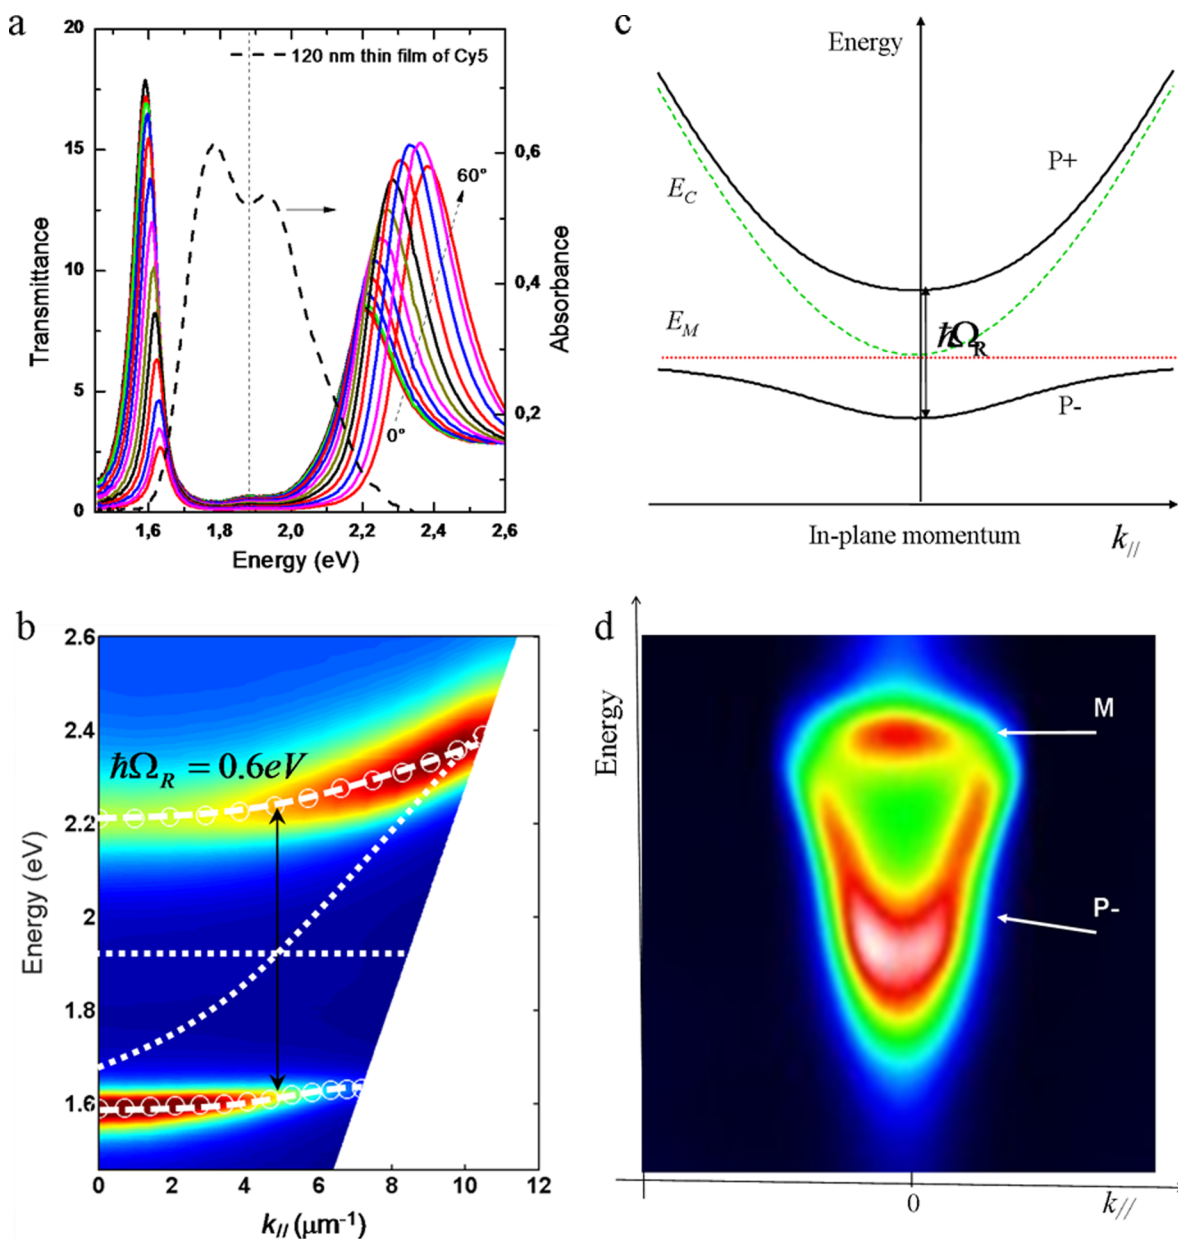 a
20
15
10
5
0
Transmittance
120 nm thin film of Cy5
60°
0°
0,6
0,4
0,2
Absorbance
1,6
1,8
2,0
2,2
2,4
2,6
Energy (eV)
c
Energy
P+
E_C
E_M
ℏΩ_R
P-
In-plane momentum
k_//
b
2.6
2.4
2.2
2
1.8
1.6
Energy (eV)
ℏΩ_R = 0.6eV
0
2
4
6
8
10
12
k_// (μm⁻¹)
d
Energy
M
P-
0
k_//